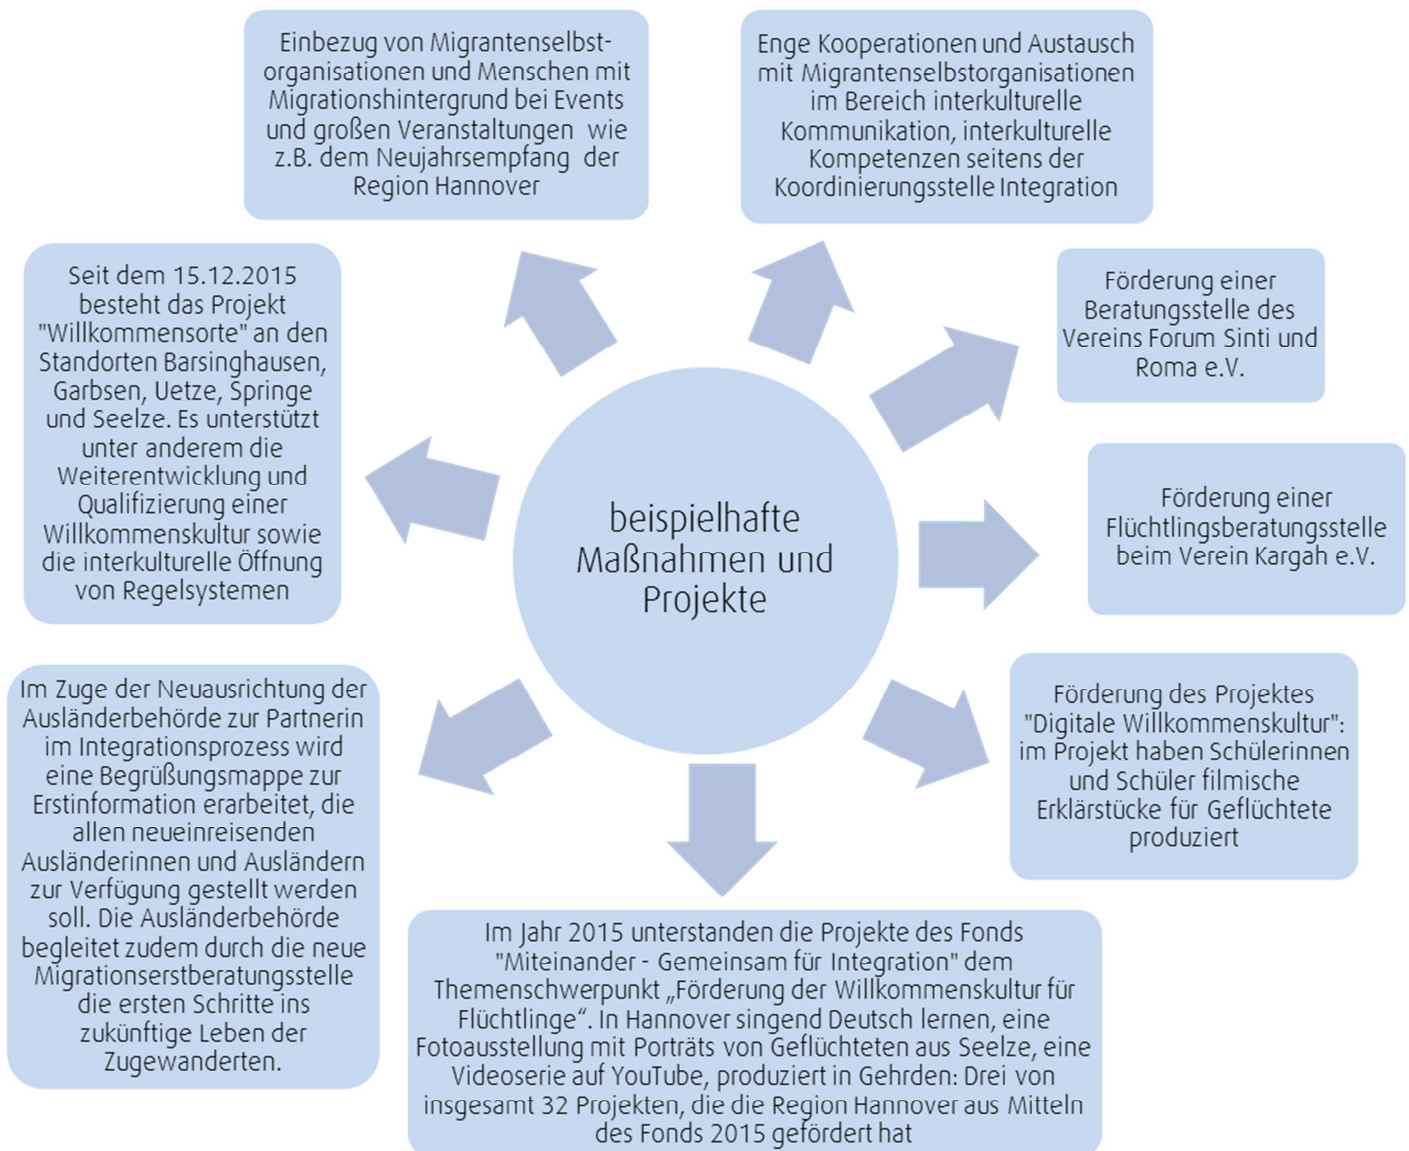 Einbezug von Migrantenselbst-
organisationen und Menschen mit
Migrationshintergrund bei Events
und großen Veranstaltungen wie
z.B. dem Neujahrsempfang der
Region Hannover
Enge Kooperationen und Austausch
mit Migrantenselbstorganisationen
im Bereich interkulturelle
Kommunikation, interkulturelle
Kompetenzen seitens der
Koordinierungsstelle Integration
Förderung einer
Beratungsstelle des
Vereins Forum Sinti und
Roma e.V.
Förderung einer
Flüchtlingsberatungsstelle
beim Verein Kargah e.V.
Förderung des Projektes
"Digitale Willkommenskultur":
im Projekt haben Schülerinnen
und Schüler filmische
Erklärstücke für Geflüchtete
produziert
Im Jahr 2015 unterstanden die Projekte des Fonds
"Miteinander - Gemeinsam für Integration" dem
Themenschwerpunkt „Förderung der Willkommenskultur für
Flüchtlinge“. In Hannover singend Deutsch lernen, eine
Fotoausstellung mit Porträts von Geflüchteten aus Seelze, eine
Videoserie auf YouTube, produziert in Gehrden: Drei von
insgesamt 32 Projekten, die die Region Hannover aus Mitteln
des Fonds 2015 gefördert hat
Im Zuge der Neuausrichtung der
Ausländerbehörde zur Partnerin
im Integrationsprozess wird
eine Begrüßungsmappe zur
Erstinformation erarbeitet, die
allen neueinreisenden
Ausländerinnen und Ausländern
zur Verfügung gestellt werden
soll. Die Ausländerbehörde
begleitet zudem durch die neue
Migrationserstberatungsstelle
die ersten Schritte ins
zukünftige Leben der
Zugewanderten.
Seit dem 15.12.2015
besteht das Projekt
"Willkommensorte" an den
Standorten Barsinghausen,
Garbsen, Uetze, Springe
und Seelze. Es unterstützt
unter anderem die
Weiterentwicklung und
Qualifizierung einer
Willkommenskultur sowie
die interkulturelle Öffnung
von Regelsystemen
beispielhafte
Maßnahmen und
Projekte